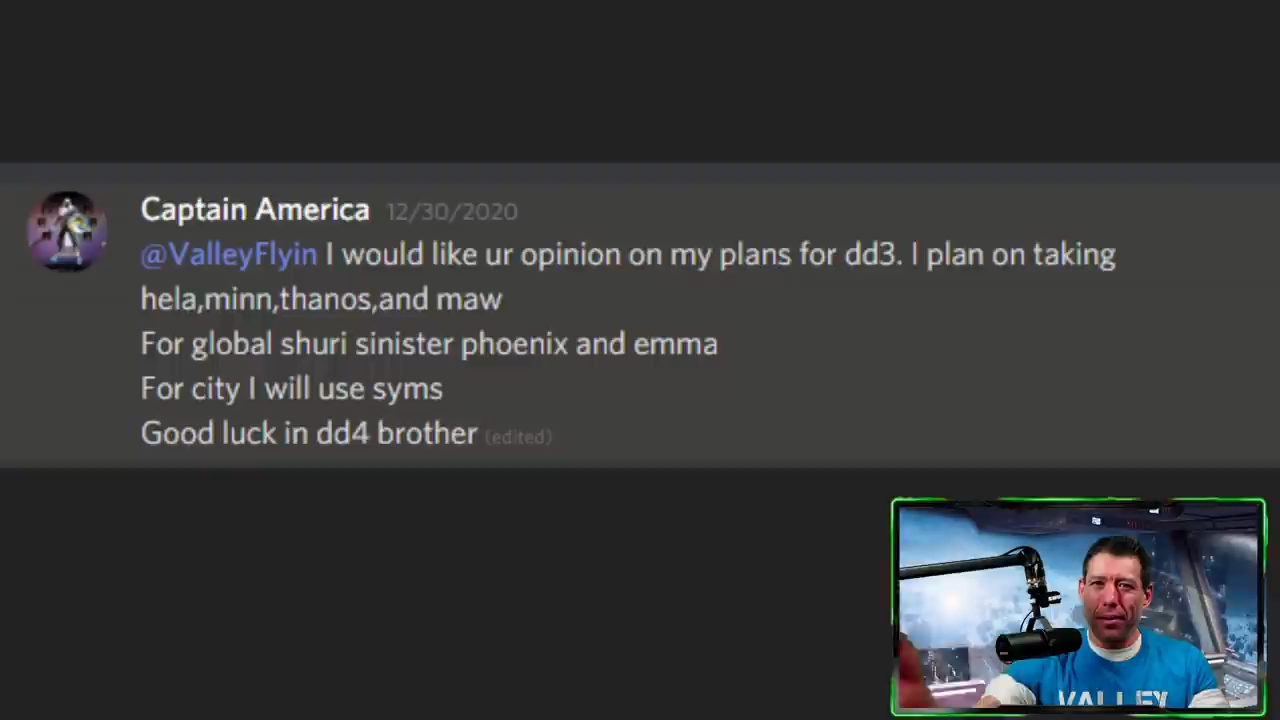 Captain America 12/30/2020
@ValleyFlyin I would like ur opinion on my plans for dd3. I plan on taking
hela,minn,thanos,and maw
For global shuri sinister phoenix and emma
For city I will use syms
Good luck in dd4 brother (edited)
VALLEY